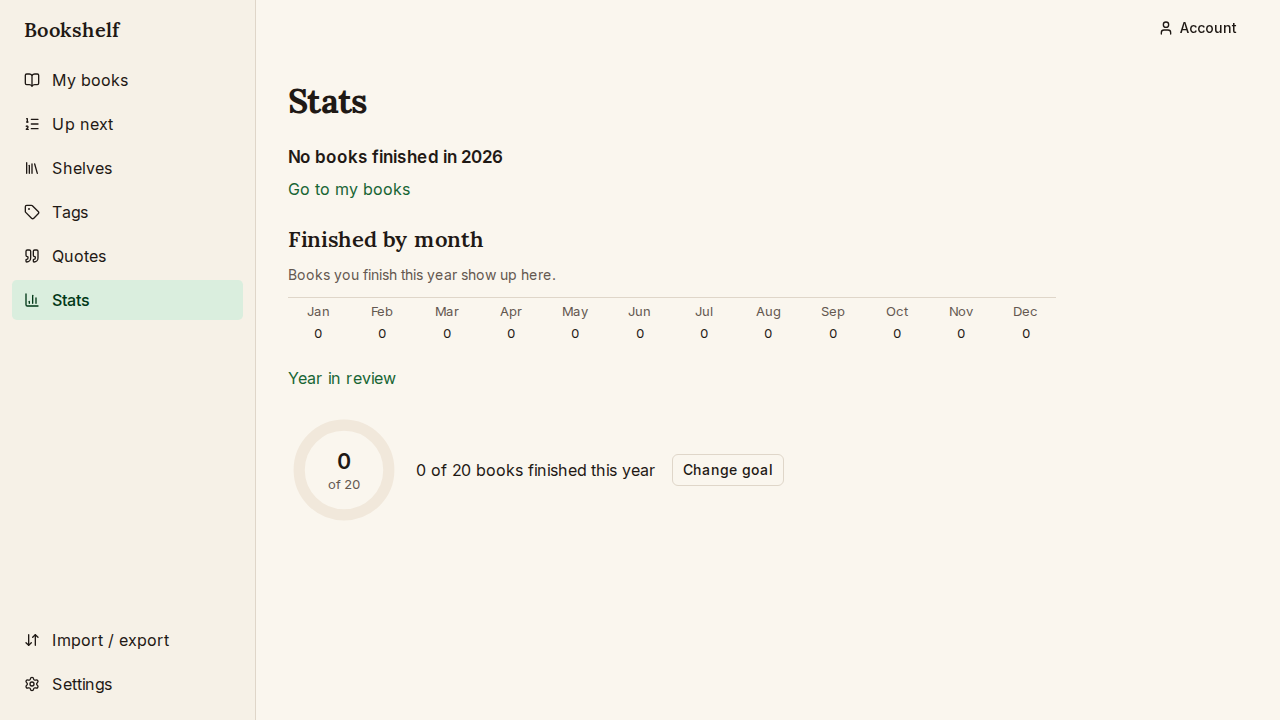 Bookshelf
My books
Up next
Shelves
Tags
Quotes
Stats
Import / export
Settings
Account
Stats
No books finished in 2026
Go to my books
Finished by month
Books you finish this year show up here.
Jan Feb Mar Apr May Jun Jul Aug Sep Oct Nov Dec
0 0 0 0 0 0 0 0 0 0 0 0
Year in review
0
of 20
0 of 20 books finished this year
Change goal